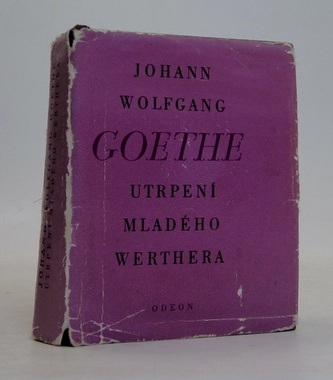 JOHANN
WOLFGANG
GOETHE
UTRPENÍ
MLADÉHO
WERTHERA
ODEON